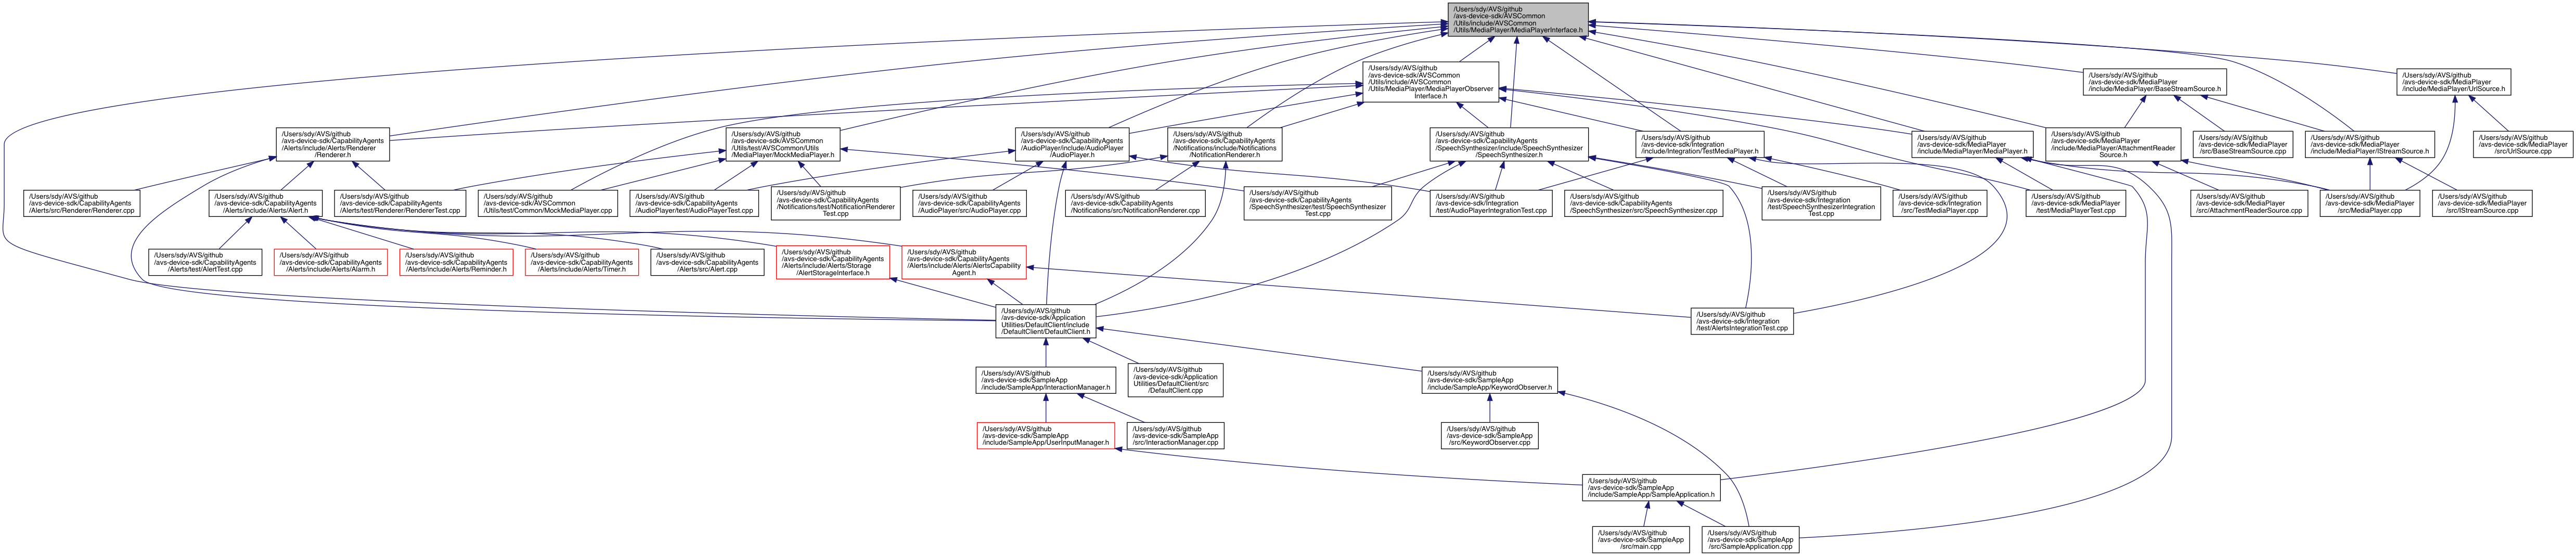 /Users/sdy/AVS/github
/avs-device-sdk/AVSCommon
/Utils/include/AVSCommon
/Utils/MediaPlayer/MediaPlayerInterface.h
/Users/sdy/AVS/github
/avs-device-sdk/AVSCommon
/Utils/include/AVSCommon
/Utils/MediaPlayer/MediaPlayerObserver
Interface.h
/Users/sdy/AVS/github
/avs-device-sdk/MediaPlayer
/include/MediaPlayer/BaseStreamSource.h
/Users/sdy/AVS/github
/avs-device-sdk/MediaPlayer
/include/MediaPlayer/UrlSource.h
/Users/sdy/AVS/github
/avs-device-sdk/CapabilityAgents
/Alerts/include/Alerts/Renderer
/Renderer.h
/Users/sdy/AVS/github
/avs-device-sdk/AVSCommon
/Utils/test/AVSCommon/Utils
/MediaPlayer/MockMediaPlayer.h
/Users/sdy/AVS/github
/avs-device-sdk/CapabilityAgents
/AudioPlayer/include/AudioPlayer
/AudioPlayer.h
/Users/sdy/AVS/github
/avs-device-sdk/CapabilityAgents
/Notifications/include/Notifications
/NotificationRenderer.h
/Users/sdy/AVS/github
/avs-device-sdk/CapabilityAgents
/SpeechSynthesizer/include/SpeechSynthesizer
/SpeechSynthesizer.h
/Users/sdy/AVS/github
/avs-device-sdk/Integration
/include/Integration/TestMediaPlayer.h
/Users/sdy/AVS/github
/avs-device-sdk/MediaPlayer
/include/MediaPlayer/MediaPlayer.h
/Users/sdy/AVS/github
/avs-device-sdk/MediaPlayer
/include/MediaPlayer/AttachmentReader
Source.h
/Users/sdy/AVS/github
/avs-device-sdk/MediaPlayer
/src/BaseStreamSource.cpp
/Users/sdy/AVS/github
/avs-device-sdk/MediaPlayer
/include/MediaPlayer/IStreamSource.h
/Users/sdy/AVS/github
/avs-device-sdk/MediaPlayer
/src/UrlSource.cpp
/Users/sdy/AVS/github
/avs-device-sdk/CapabilityAgents
/Alerts/src/Renderer/Renderer.cpp
/Users/sdy/AVS/github
/avs-device-sdk/CapabilityAgents
/Alerts/include/Alerts/Alert.h
/Users/sdy/AVS/github
/avs-device-sdk/CapabilityAgents
/Alerts/test/Renderer/RendererTest.cpp
/Users/sdy/AVS/github
/avs-device-sdk/AVSCommon
/Utils/test/Common/MockMediaPlayer.cpp
/Users/sdy/AVS/github
/avs-device-sdk/CapabilityAgents
/AudioPlayer/test/AudioPlayerTest.cpp
/Users/sdy/AVS/github
/avs-device-sdk/CapabilityAgents
/Notifications/test/NotificationRenderer
Test.cpp
/Users/sdy/AVS/github
/avs-device-sdk/CapabilityAgents
/AudioPlayer/src/AudioPlayer.cpp
/Users/sdy/AVS/github
/avs-device-sdk/CapabilityAgents
/Notifications/src/NotificationRenderer.cpp
/Users/sdy/AVS/github
/avs-device-sdk/CapabilityAgents
/SpeechSynthesizer/test/SpeechSynthesizer
Test.cpp
/Users/sdy/AVS/github
/avs-device-sdk/Integration
/test/AudioPlayerIntegrationTest.cpp
/Users/sdy/AVS/github
/avs-device-sdk/CapabilityAgents
/SpeechSynthesizer/src/SpeechSynthesizer.cpp
/Users/sdy/AVS/github
/avs-device-sdk/Integration
/test/SpeechSynthesizerIntegration
Test.cpp
/Users/sdy/AVS/github
/avs-device-sdk/Integration
/src/TestMediaPlayer.cpp
/Users/sdy/AVS/github
/avs-device-sdk/MediaPlayer
/test/MediaPlayerTest.cpp
/Users/sdy/AVS/github
/avs-device-sdk/MediaPlayer
/src/AttachmentReaderSource.cpp
/Users/sdy/AVS/github
/avs-device-sdk/MediaPlayer
/src/MediaPlayer.cpp
/Users/sdy/AVS/github
/avs-device-sdk/MediaPlayer
/src/IStreamSource.cpp
/Users/sdy/AVS/github
/avs-device-sdk/CapabilityAgents
/Alerts/test/AlertTest.cpp
/Users/sdy/AVS/github
/avs-device-sdk/CapabilityAgents
/Alerts/include/Alerts/Alarm.h
/Users/sdy/AVS/github
/avs-device-sdk/CapabilityAgents
/Alerts/include/Alerts/Reminder.h
/Users/sdy/AVS/github
/avs-device-sdk/CapabilityAgents
/Alerts/include/Alerts/Timer.h
/Users/sdy/AVS/github
/avs-device-sdk/CapabilityAgents
/Alerts/src/Alert.cpp
/Users/sdy/AVS/github
/avs-device-sdk/CapabilityAgents
/Alerts/include/Alerts/Storage
/AlertStorageInterface.h
/Users/sdy/AVS/github
/avs-device-sdk/CapabilityAgents
/Alerts/include/Alerts/AlertsCapability
Agent.h
/Users/sdy/AVS/github
/avs-device-sdk/Application
Utilities/DefaultClient/include
/DefaultClient/DefaultClient.h
/Users/sdy/AVS/github
/avs-device-sdk/Integration
/test/AlertsIntegrationTest.cpp
/Users/sdy/AVS/github
/avs-device-sdk/SampleApp
/include/SampleApp/InteractionManager.h
/Users/sdy/AVS/github
/avs-device-sdk/Application
Utilities/DefaultClient/src
/DefaultClient.cpp
/Users/sdy/AVS/github
/avs-device-sdk/SampleApp
/include/SampleApp/KeywordObserver.h
/Users/sdy/AVS/github
/avs-device-sdk/SampleApp
/include/SampleApp/UserInputManager.h
/Users/sdy/AVS/github
/avs-device-sdk/SampleApp
/src/InteractionManager.cpp
/Users/sdy/AVS/github
/avs-device-sdk/SampleApp
/src/KeywordObserver.cpp
/Users/sdy/AVS/github
/avs-device-sdk/SampleApp
/include/SampleApp/SampleApplication.h
/Users/sdy/AVS/github
/avs-device-sdk/SampleApp
/src/main.cpp
/Users/sdy/AVS/github
/avs-device-sdk/SampleApp
/src/SampleApplication.cpp